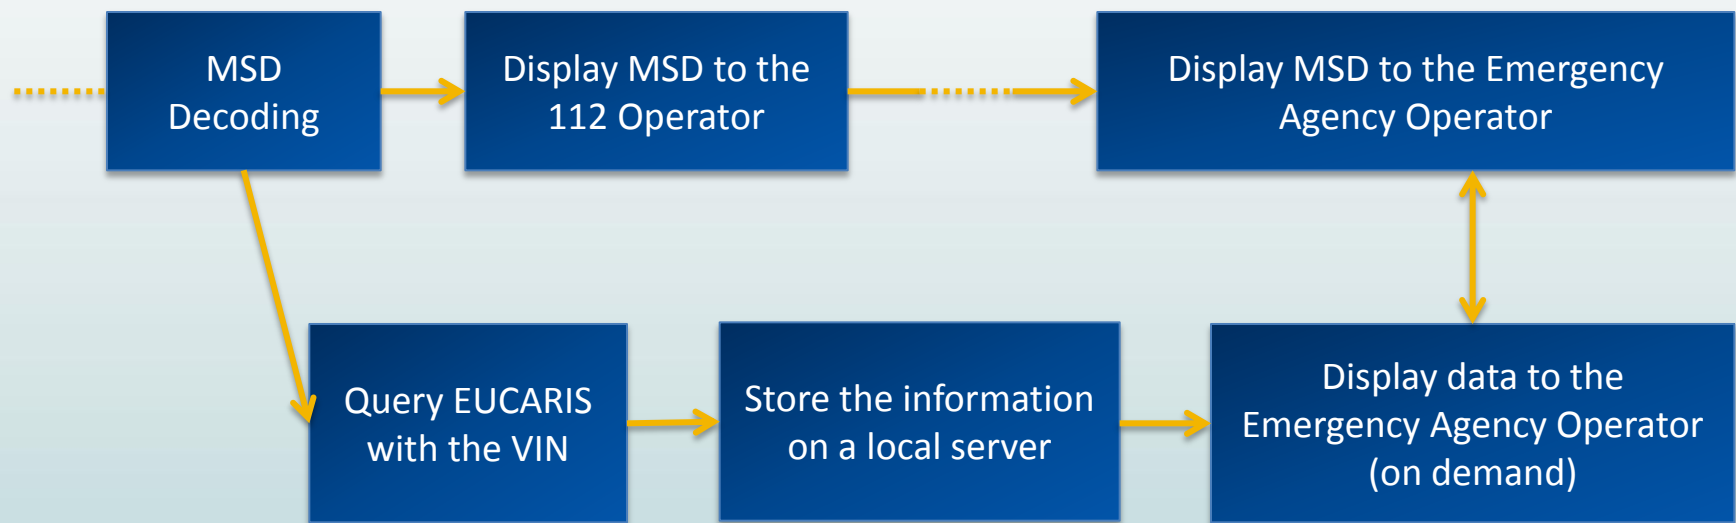 MSD
Decoding
Display MSD to the
112 Operator
Display MSD to the Emergency
Agency Operator
Query EUCARIS
with the VIN
Store the information
on a local server
Display data to the
Emergency Agency Operator
(on demand)